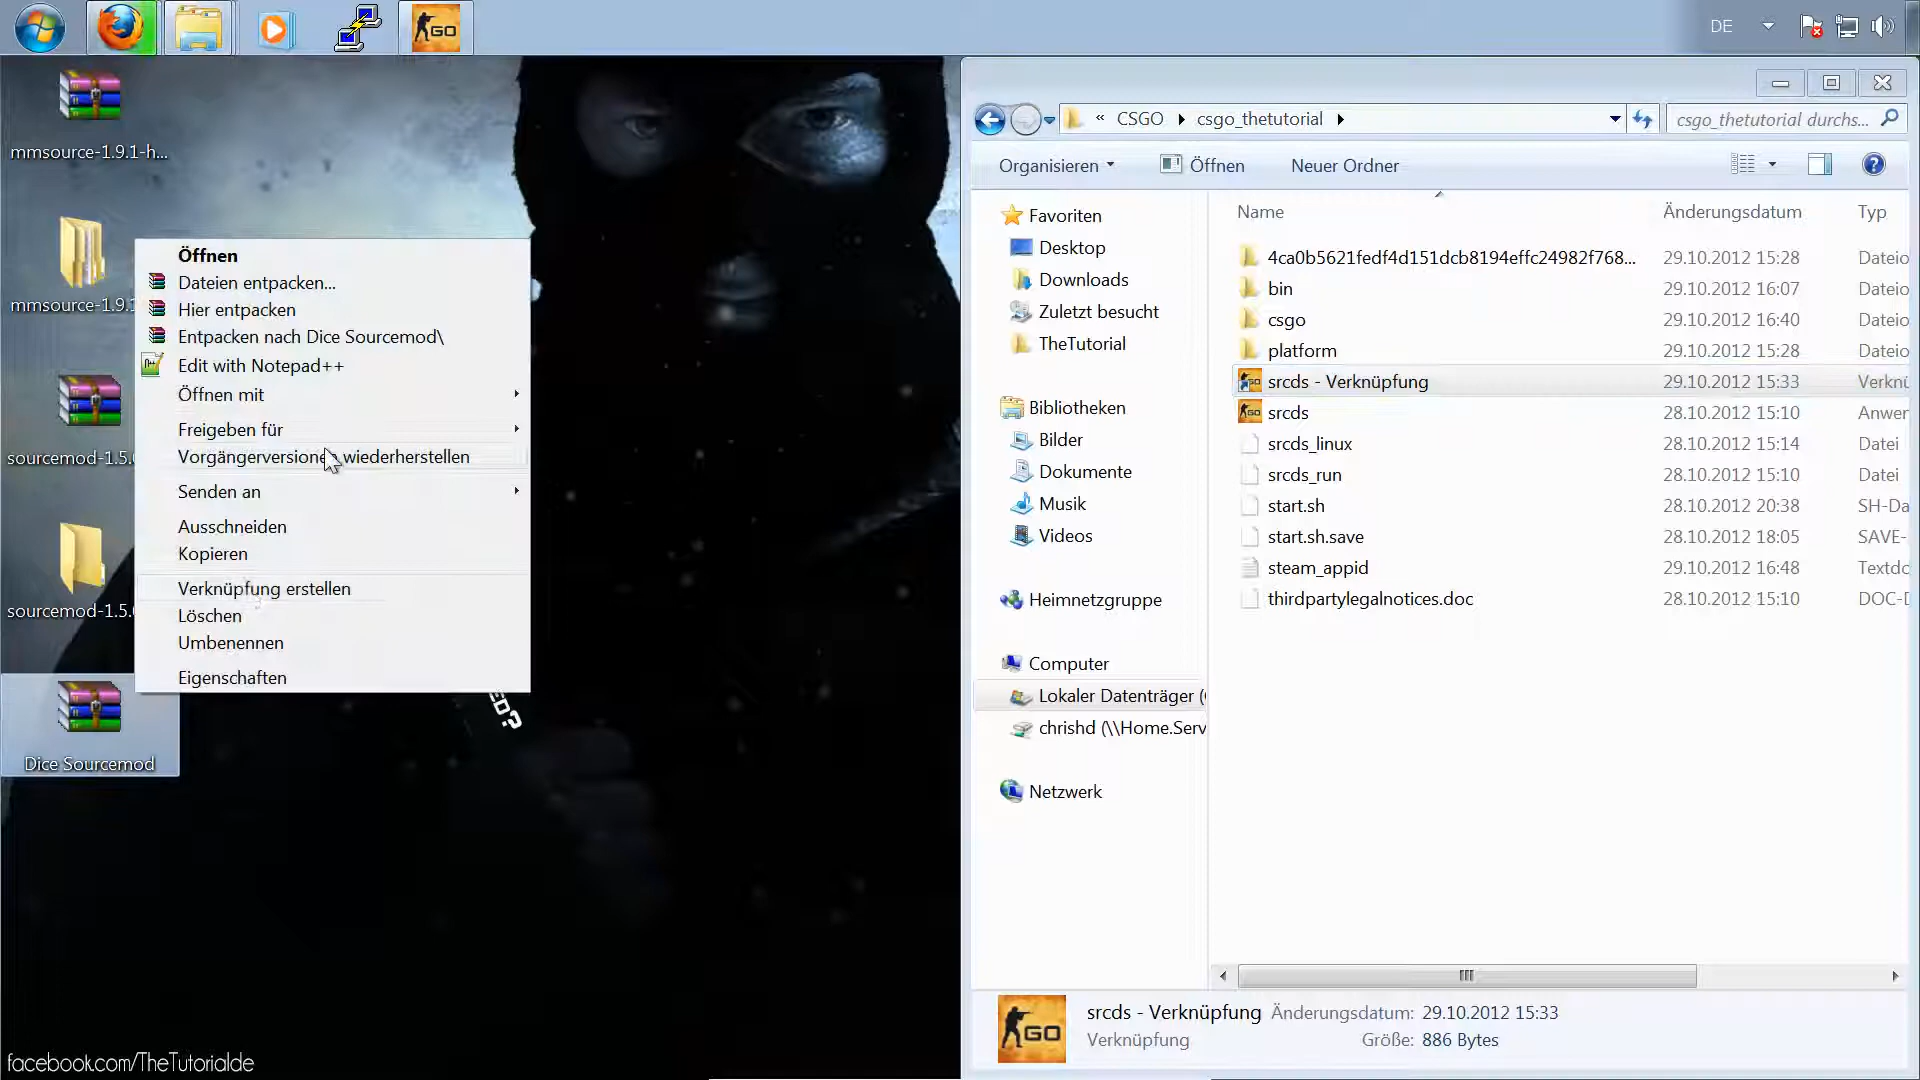 DE
mmsource-1.9.1-h...
mmsource-1.9.1
sourcemod-1.5.
sourcemod-1.5.
Dice Sourcemod
Öffnen
Dateien entpacken...
Hier entpacken
Entpacken nach Dice Sourcemod\
Edit with Notepad++
Öffnen mit
Freigeben für
Vorgängerversionen wiederherstellen
Senden an
Ausschneiden
Kopieren
Verknüpfung erstellen
Löschen
Umbenennen
Eigenschaften
ED?
facebook.com/TheTutorialde
« CSGO csgo_thetutorial
csgo_thetutorial durchs...
Organisieren Öffnen Neuer Ordner
Favoriten
Desktop
Downloads
Zuletzt besucht
TheTutorial
Bibliotheken
Bilder
Dokumente
Musik
Videos
Heimnetzgruppe
Computer
Lokaler Datenträger (
chrishd (\\Home.Serv
Netzwerk
Name Änderungsdatum Typ
4ca0b5621fedf4d151dcb8194effc24982f768... 29.10.2012 15:28 Dateio
bin 29.10.2012 16:07 Dateio
csgo 29.10.2012 16:40 Dateio
platform 29.10.2012 15:28 Dateio
srcds - Verknüpfung 29.10.2012 15:33 Verknü
srcds 28.10.2012 15:10 Anwen
srcds_linux 28.10.2012 15:14 Datei
srcds_run 28.10.2012 15:10 Datei
start.sh 28.10.2012 20:38 SH-Da
start.sh.save 28.10.2012 18:05 SAVE-
steam_appid 29.10.2012 16:48 Textdo
thirdpartylegalnotices.doc 28.10.2012 15:10 DOC-D
GO
srcds - Verknüpfung Änderungsdatum: 29.10.2012 15:33
Verknüpfung Größe: 886 Bytes